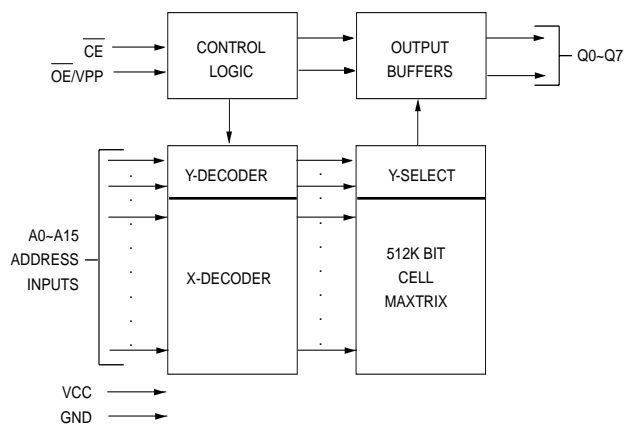 CE
OE/VPP
CONTROL
LOGIC
OUTPUT
BUFFERS
Q0~Q7
Y-DECODER
Y-SELECT
A0~A15
ADDRESS
INPUTS
X-DECODER
512K BIT
CELL
MAXTRIX
VCC
GND